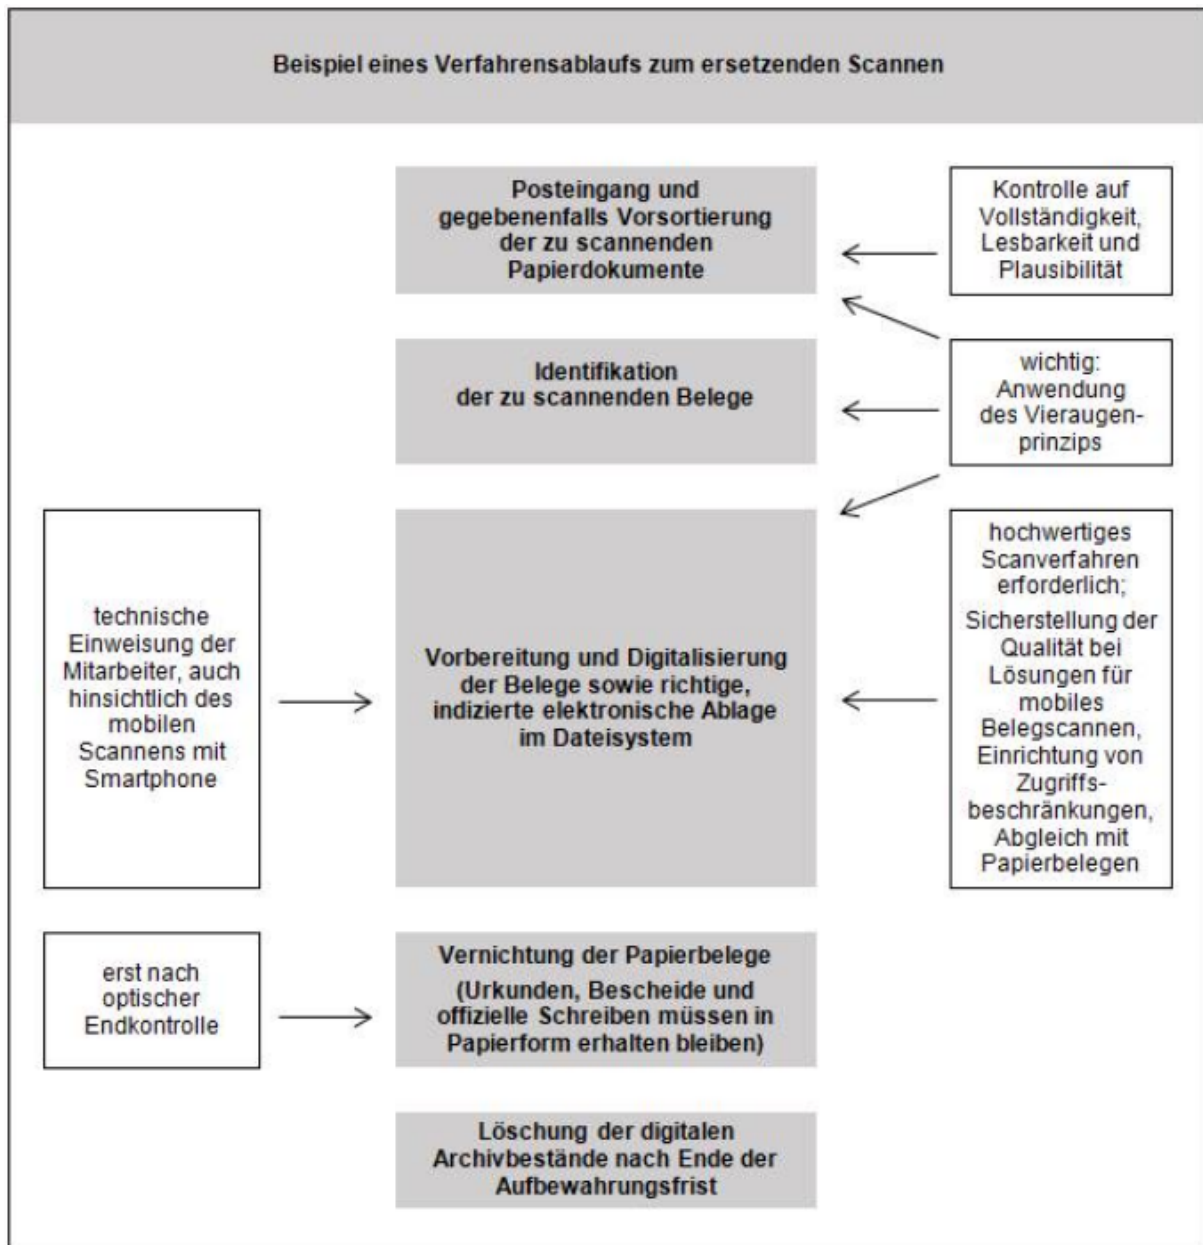 Beispiel eines Verfahrensablaufs zum ersetzenden Scannen
Posteingang und
gegebenenfalls Vorsortierung
der zu scannenden
Papierdokumente
Kontrolle auf
Vollständigkeit,
Lesbarkeit und
Plausibilität
Identifikation
der zu scannenden Belege
wichtig:
Anwendung
des Vieraugen-
prinzips
technische
Einweisung der
Mitarbeiter, auch
hinsichtlich des
mobilen
Scannens mit
Smartphone
Vorbereitung und Digitalisierung
der Belege sowie richtige,
indizierte elektronische Ablage
im Dateisystem
hochwertiges
Scanverfahren
erforderlich;
Sicherstellung der
Qualität bei
Lösungen für
mobiles
Belegscannen,
Einrichtung von
Zugriffs-
beschränkungen,
Abgleich mit
Papierbelegen
erst nach
optischer
Endkontrolle
Vernichtung der Papierbelege
(Urkunden, Bescheide und
offizielle Schreiben müssen in
Papierform erhalten bleiben)
Löschung der digitalen
Archivbestände nach Ende der
Aufbewahrungsfrist